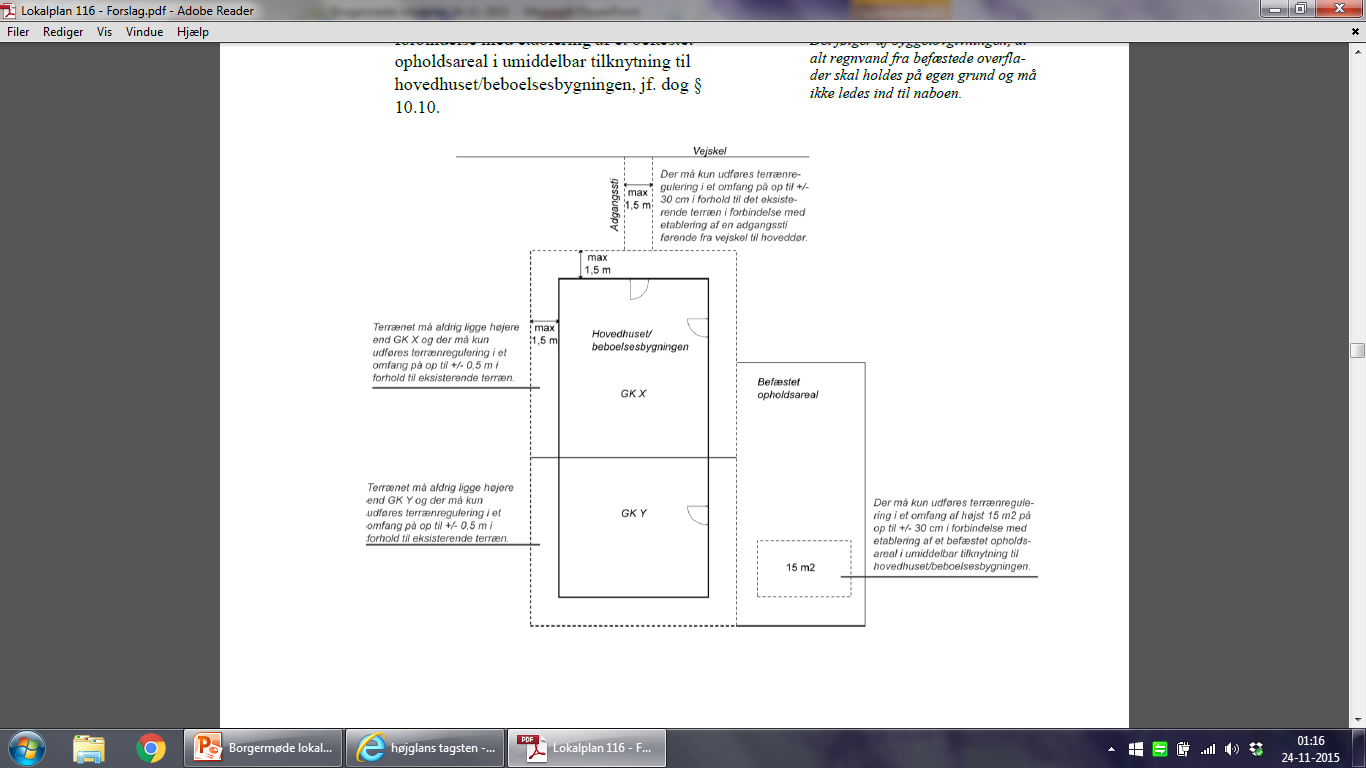 Lokalplan 116 - Forslag.pdf - Adobe Reader
Filer Rediger Vis Vindue Hjælp
opholdsareal i umiddelbar tilknytning til
hovedhuset/beboelsesbygningen, jf. dog §
10.10.
alt regnvand fra befæstede overfla-
der skal holdes på egen grund og må
ikke ledes ind til naboen.
Vejskel
Adgangssti
max
1,5 m
Der må kun udføres terrænre-
gulering i et omfang på op til +/-
30 cm i forhold til det eksiste-
rende terræn i forbindelse med
etablering af en adgangssti
førende fra vejskel til hoveddør.
max
1,5 m
Terrænet må aldrig ligge højere
end GK X og der må kun
udføres terrænregulering i et
omfang på op til +/- 0,5 m i
forhold til eksisterende terræn.
max
1,5 m
Hovedhuset/
beboelsesbygningen
GK X
Befæstet
opholdsareal
Terrænet må aldrig ligge højere
end GK Y og der må kun
udføres terrænregulering i et
omfang på op til +/- 0,5 m i
forhold til eksisterende terræn.
GK Y
15 m2
Der må kun udføres terrænregule-
ring i et omfang af højst 15 m2 på
op til +/- 30 cm i forbindelse med
etablering af et befæstet opholds-
areal i umiddelbar tilknytning til
hovedhuset/beboelsesbygningen.
Borgermøde lokal...
højglans tagsten -...
PDF
Lokalplan 116 - F...
01:16
24-11-2015